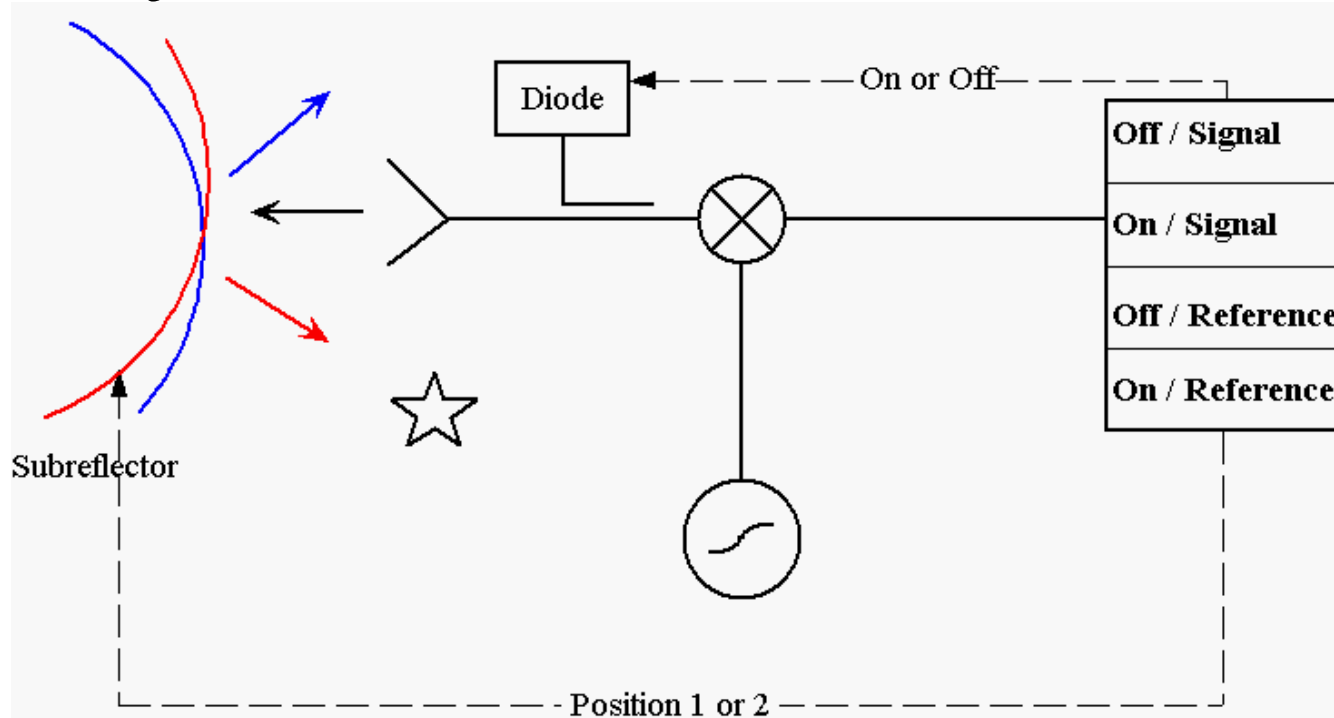 Diode
On or Off
Off / Signal
On / Signal
Off / Reference
On / Reference
Subreflector
Position 1 or 2